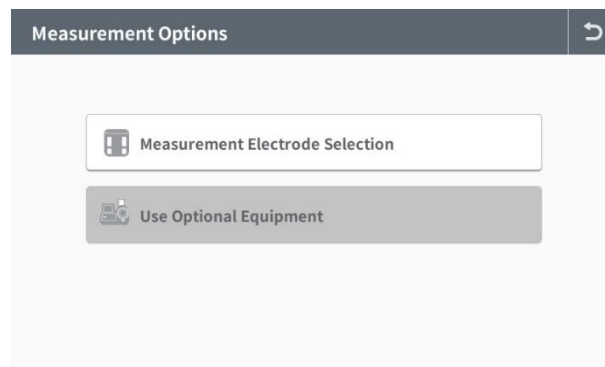 Measurement Options
Measurement Electrode Selection
Use Optional Equipment